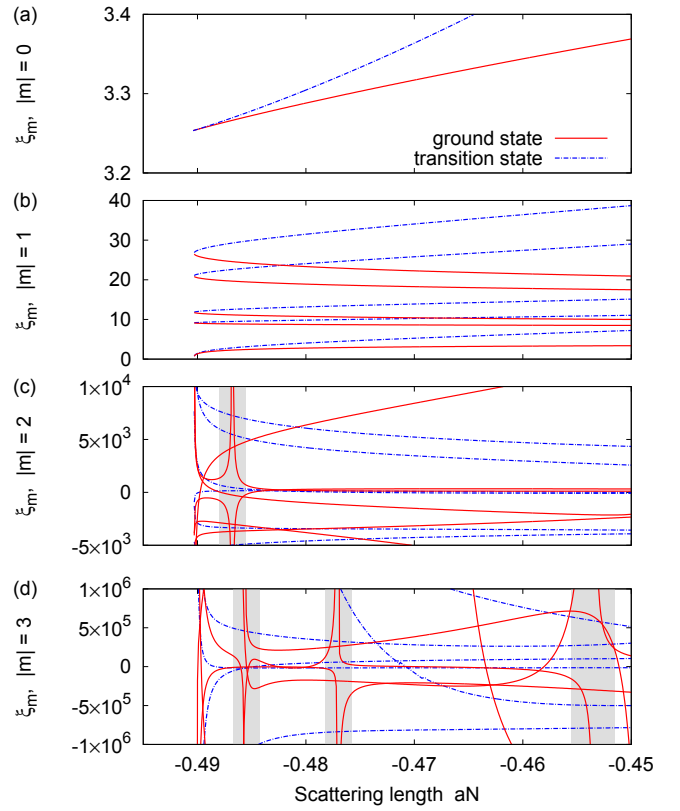 (a)
ξm, |m| = 0
3.4
3.3
3.2
ground state
transition state
(b)
ξm, |m| = 1
40
30
20
10
0
(c)
ξm, |m| = 2
1×10⁴
5×10³
0
-5×10³
(d)
ξm, |m| = 3
1×10⁶
5×10⁵
0
-5×10⁵
-1×10⁶
-0.49 -0.48 -0.47 -0.46 -0.45
Scattering length aN